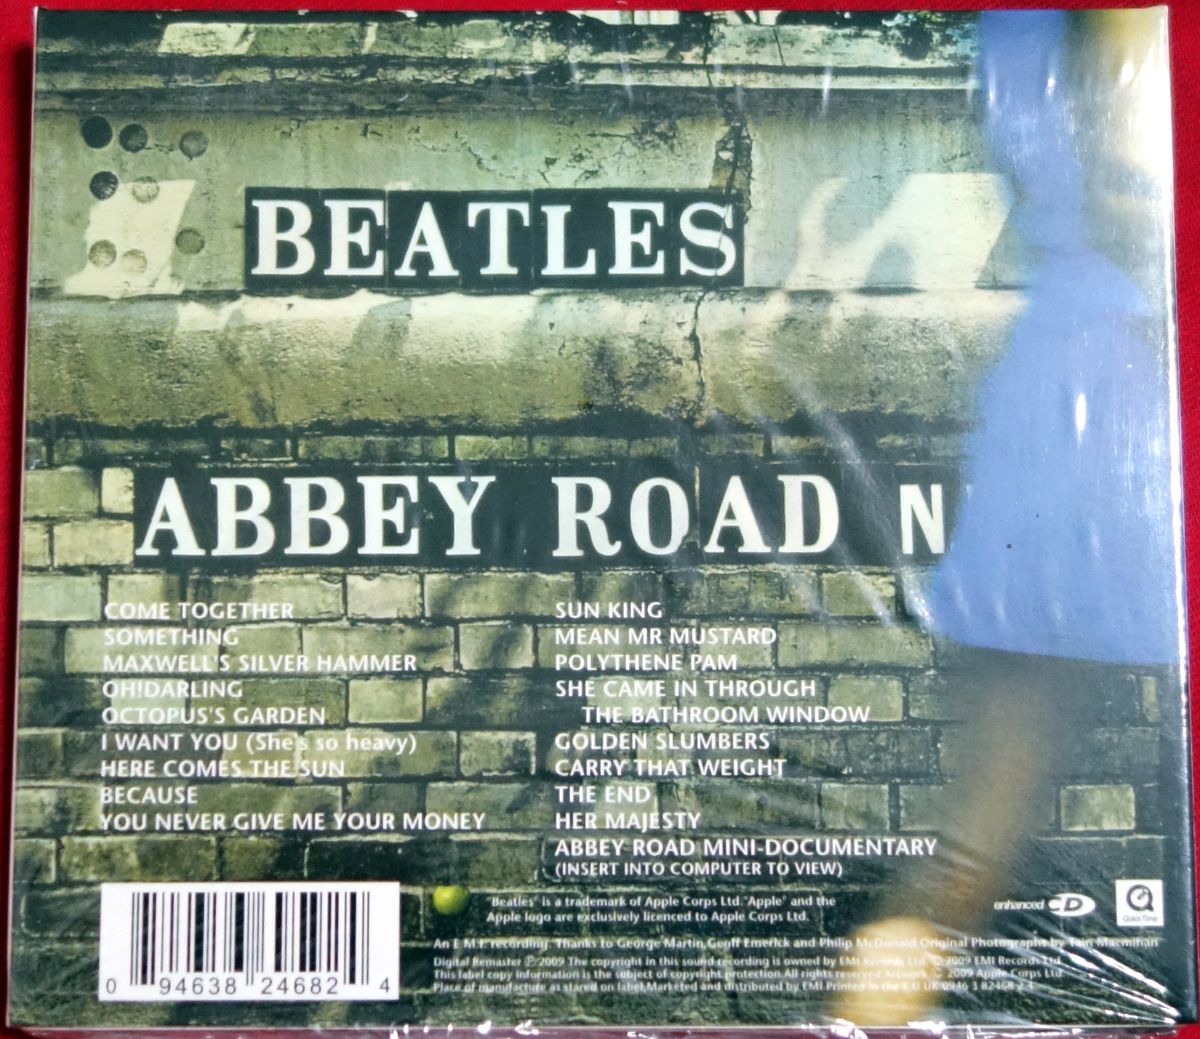 BEATLES
ABBEY ROAD N
COME TOGETHER
SOMETHING
MAXWELL'S SILVER HAMMER
OH!DARLING
OCTOPUS'S GARDEN
I WANT YOU (She's so heavy)
HERE COMES THE SUN
BECAUSE
YOU NEVER GIVE ME YOUR MONEY
SUN KING
MEAN MR MUSTARD
POLYTHENE PAM
SHE CAME IN THROUGH
THE BATHROOM WINDOW
GOLDEN SLUMBERS
CARRY THAT WEIGHT
THE END
HER MAJESTY
ABBEY ROAD MINI-DOCUMENTARY
(INSERT INTO COMPUTER TO VIEW)
"Beatles" is a trademark of Apple Corps Ltd."Apple" and the
Apple logo are exclusively licenced to Apple Corps Ltd.
enhanced CD
QuickTime
An E.M.I. recording. Thanks to George Martin,Geoff Emerick and Philip McDonald.Original Photographs by Iain Macmillan
Digital Remaster ℗2009 The copyright in this sound recording is owned by EMI Records Ltd. © 2009 EMI Records Ltd.
This label copy information is the subject of copyright protection.All rights reserved Artwork © 2009 Apple Corps Ltd
Place of manufacture as stared on label.Marketed and distributed by EMI.Printed in the E.U UK:0946 3 82468 2 4
0 94638 24682 4